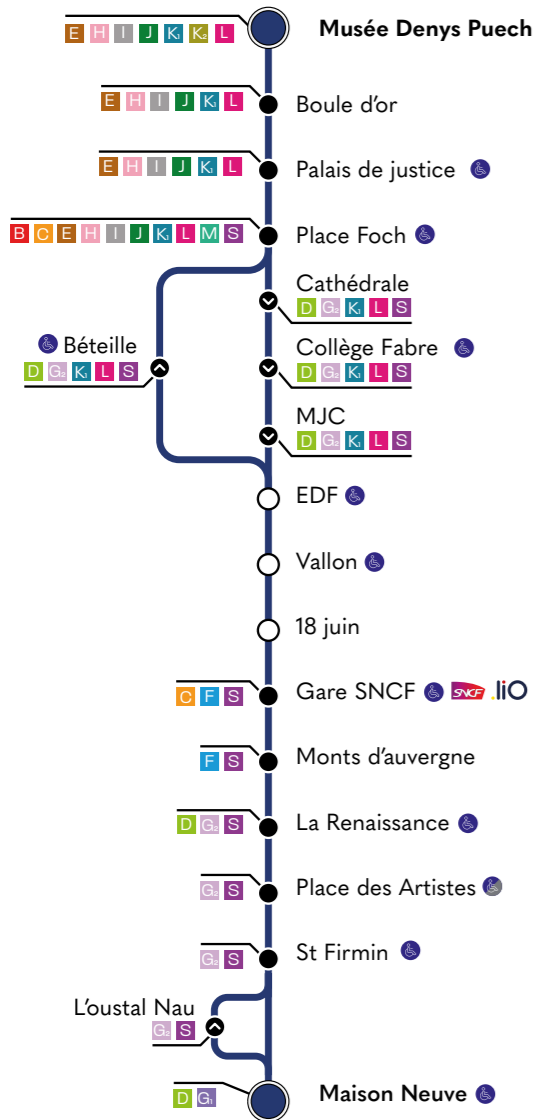 E H I J K1 K2 L
Musée Denys Puech
E H I J K1 L
Boule d'or
E H I J K1 L
Palais de justice
B C E H I J K1 L M S
Place Foch
Cathédrale
D G2 K1 L S
Béteille
D G2 K1 L S
Collège Fabre
D G2 K1 L S
MJC
D G2 K1 L S
EDF
Vallon
18 juin
C F S
Gare SNCF SNCF liO
F S
Monts d'auvergne
D G2 S
La Renaissance
G2 S
Place des Artistes
G2 S
St Firmin
L'oustal Nau
G2 S
D G1
Maison Neuve